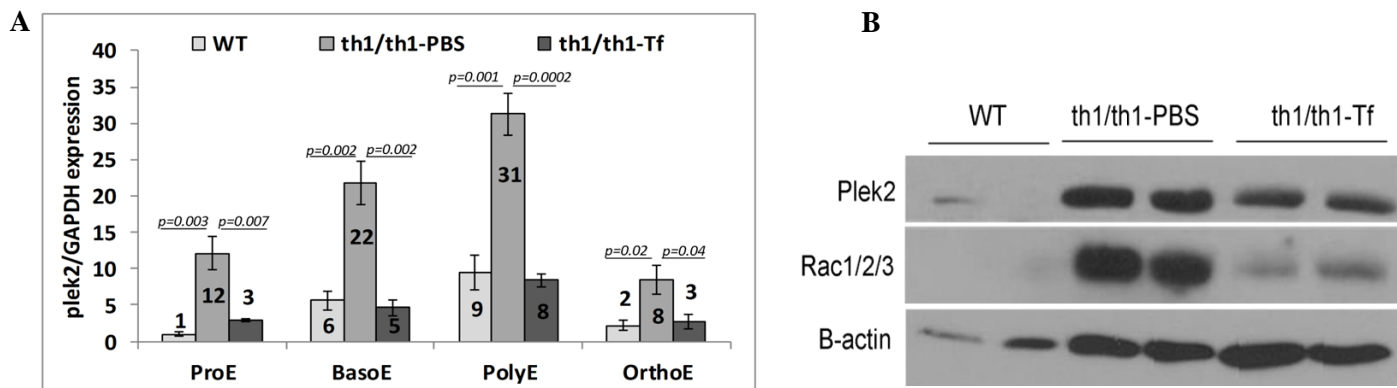 A
WT th1/th1-PBS th1/th1-Tf
plek2/GAPDH expression
40
35
30
25
20
15
10
5
0
p=0.003 p=0.007
p=0.002 p=0.002
p=0.001 p=0.0002
p=0.02 p=0.04
1 12 3
6 22 5
9 31 8
2 8 3
ProE BasoE PolyE OrthoE
B
WT th1/th1-PBS th1/th1-Tf
Plek2
Rac1/2/3
B-actin